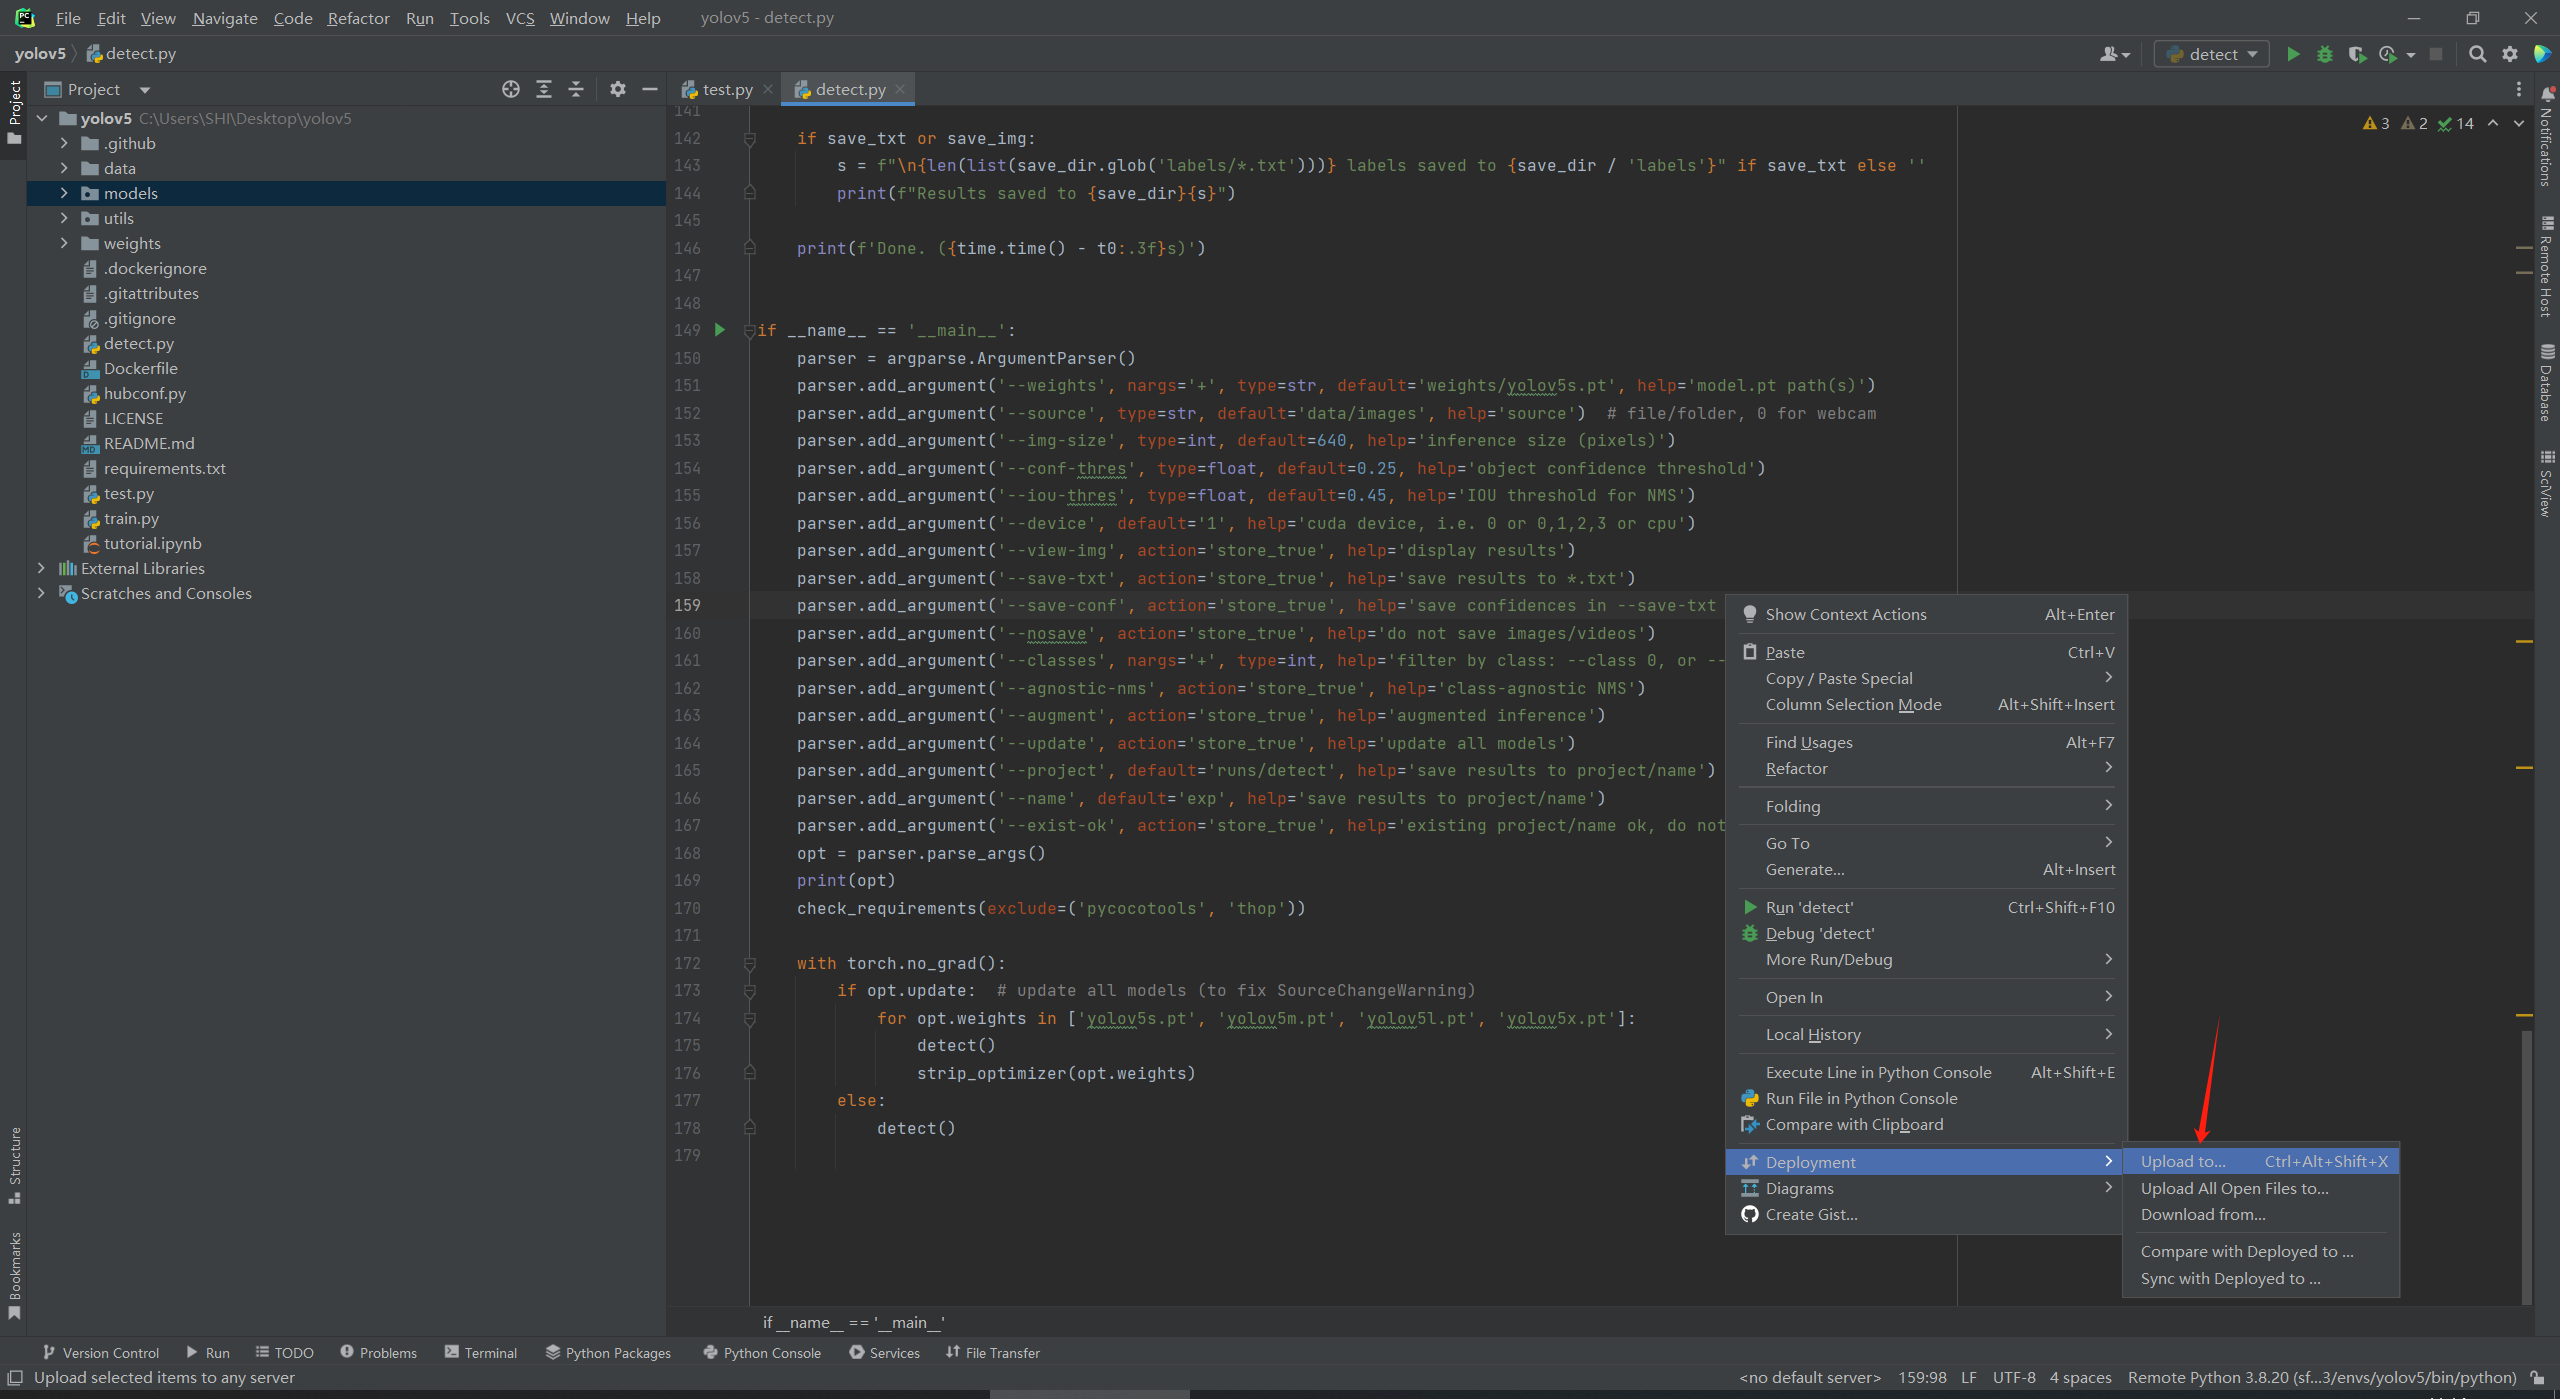 File Edit View Navigate Code Refactor Run Tools VCS Window Help yolov5 - detect.py
yolov5 detect.py detect
Project
Project
yolov5 C:\Users\SHI\Desktop\yolov5
.github
data
models
utils
weights
.dockerignore
.gitattributes
.gitignore
detect.py
Dockerfile
hubconf.py
LICENSE
README.md
requirements.txt
test.py
train.py
tutorial.ipynb
External Libraries
Scratches and Consoles
Structure
Bookmarks
test.py detect.py
3 2 14
141
142 if save_txt or save_img:
143 s = f"\n{len(list(save_dir.glob('labels/*.txt')))} labels saved to {save_dir / 'labels'}" if save_txt else ''
144 print(f"Results saved to {save_dir}{s}")
145
146 print(f'Done. ({time.time() - t0:.3f}s)')
147
148
149 if __name__ == '__main__':
150 parser = argparse.ArgumentParser()
151 parser.add_argument('--weights', nargs='+', type=str, default='weights/yolov5s.pt', help='model.pt path(s)')
152 parser.add_argument('--source', type=str, default='data/images', help='source')  # file/folder, 0 for webcam
153 parser.add_argument('--img-size', type=int, default=640, help='inference size (pixels)')
154 parser.add_argument('--conf-thres', type=float, default=0.25, help='object confidence threshold')
155 parser.add_argument('--iou-thres', type=float, default=0.45, help='IOU threshold for NMS')
156 parser.add_argument('--device', default='1', help='cuda device, i.e. 0 or 0,1,2,3 or cpu')
157 parser.add_argument('--view-img', action='store_true', help='display results')
158 parser.add_argument('--save-txt', action='store_true', help='save results to *.txt')
159 parser.add_argument('--save-conf', action='store_true', help='save confidences in --save-txt
160 parser.add_argument('--nosave', action='store_true', help='do not save images/videos')
161 parser.add_argument('--classes', nargs='+', type=int, help='filter by class: --class 0, or --
162 parser.add_argument('--agnostic-nms', action='store_true', help='class-agnostic NMS')
163 parser.add_argument('--augment', action='store_true', help='augmented inference')
164 parser.add_argument('--update', action='store_true', help='update all models')
165 parser.add_argument('--project', default='runs/detect', help='save results to project/name')
166 parser.add_argument('--name', default='exp', help='save results to project/name')
167 parser.add_argument('--exist-ok', action='store_true', help='existing project/name ok, do not
168 opt = parser.parse_args()
169 print(opt)
170 check_requirements(exclude=('pycocotools', 'thop'))
171
172 with torch.no_grad():
173 if opt.update:  # update all models (to fix SourceChangeWarning)
174 for opt.weights in ['yolov5s.pt', 'yolov5m.pt', 'yolov5l.pt', 'yolov5x.pt']:
175 detect()
176 strip_optimizer(opt.weights)
177 else:
178 detect()
179
if __name__ == '__main__'
Show Context Actions Alt+Enter
Paste Ctrl+V
Copy / Paste Special
Column Selection Mode Alt+Shift+Insert
Find Usages Alt+F7
Refactor
Folding
Go To
Generate... Alt+Insert
Run 'detect' Ctrl+Shift+F10
Debug 'detect'
More Run/Debug
Open In
Local History
Execute Line in Python Console Alt+Shift+E
Run File in Python Console
Compare with Clipboard
Deployment
Diagrams
Create Gist...
Upload to... Ctrl+Alt+Shift+X
Upload All Open Files to...
Download from...
Compare with Deployed to ...
Sync with Deployed to ...
Notifications
Remote Host
Database
SciView
Version Control Run TODO Problems Terminal Python Packages Python Console Services File Transfer
Upload selected items to any server <no default server> 159:98 LF UTF-8 4 spaces Remote Python 3.8.20 (sf...3/envs/yolov5/bin/python)